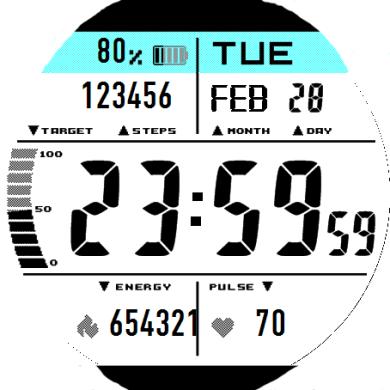 80% TUE
123456 FEB 28
▼TARGET ▲STEPS ▲MONTH ▲DAY
100
50
0
23:59 59
▼ ENERGY PULSE ▼
654321 70